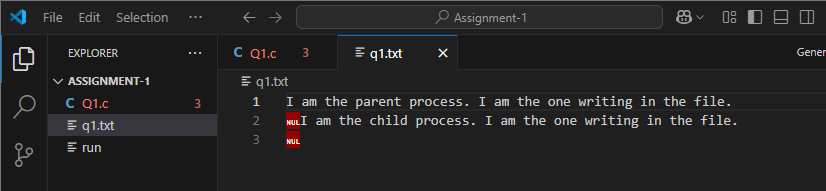 File Edit Selection ... Assignment-1
EXPLORER ... C Q1.c 3 q1.txt × Gener
ASSIGNMENT-1 q1.txt
C Q1.c 3
q1.txt
run
1 I am the parent process. I am the one writing in the file.
2 NULI am the child process. I am the one writing in the file.
3 NUL